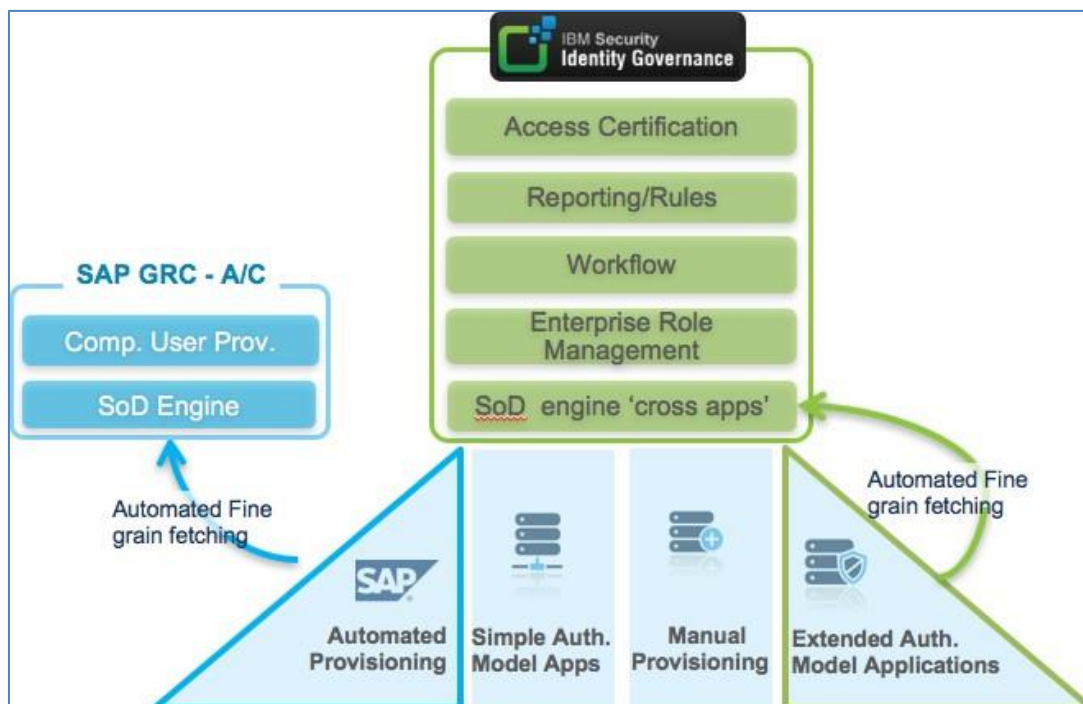 IBM Security
Identity Governance
Access Certification
Reporting/Rules
Workflow
Enterprise Role
Management
SoD engine ‘cross apps’
SAP GRC - A/C
Comp. User Prov.
SoD Engine
Automated Fine
grain fetching
Automated Fine
grain fetching
SAP
Automated
Provisioning
Simple Auth.
Model Apps
Manual
Provisioning
Extended Auth.
Model Applications